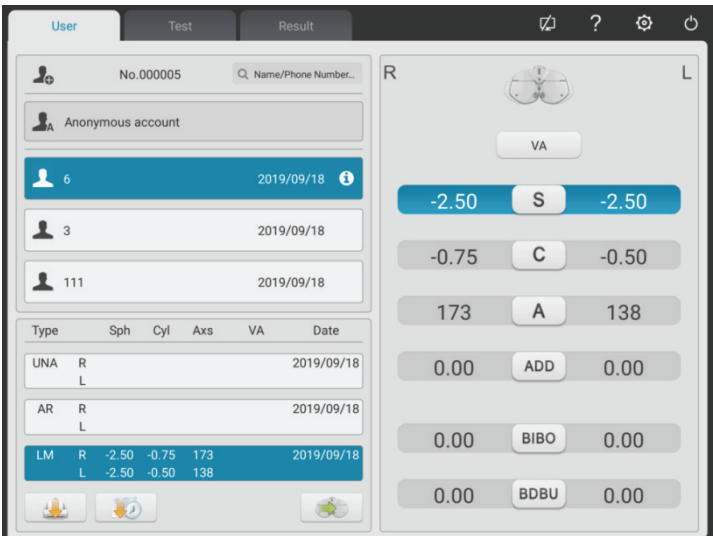 User Test Result ?
No.000005 Name/Phone Number...
A Anonymous account
6 2019/09/18 i
3 2019/09/18
111 2019/09/18
Type Sph Cyl Axs VA Date
UNA R 2019/09/18
L
AR R 2019/09/18
L
LM R -2.50 -0.75 173 2019/09/18
L -2.50 -0.50 138
R L
VA
-2.50 S -2.50
-0.75 C -0.50
173 A 138
0.00 ADD 0.00
0.00 BIBO 0.00
0.00 BDBU 0.00